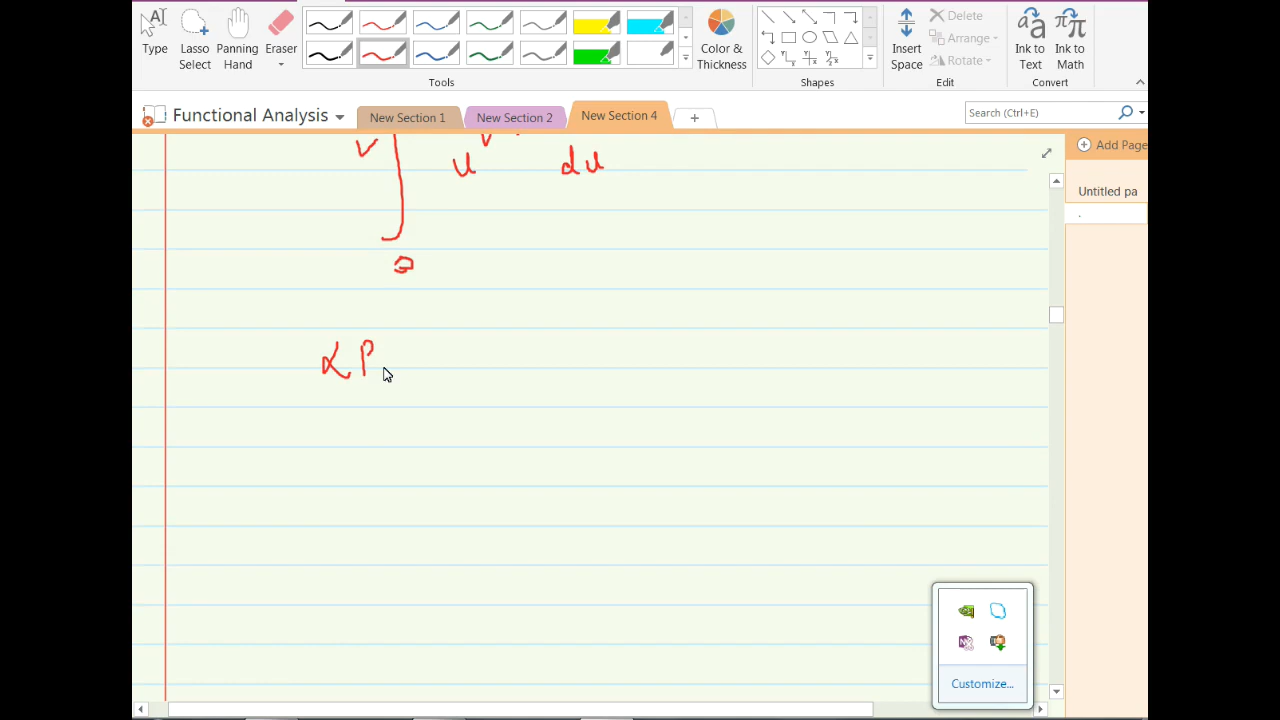 Type
Lasso Select
Panning Hand
Eraser
Color & Thickness
Insert Space
Delete
Arrange
Rotate
Ink to Text
Ink to Math
Tools
Shapes
Edit
Convert
Functional Analysis
New Section 1
New Section 2
New Section 4
Search (Ctrl+E)
Add Page
Untitled pa
.
u du
α P
Customize...